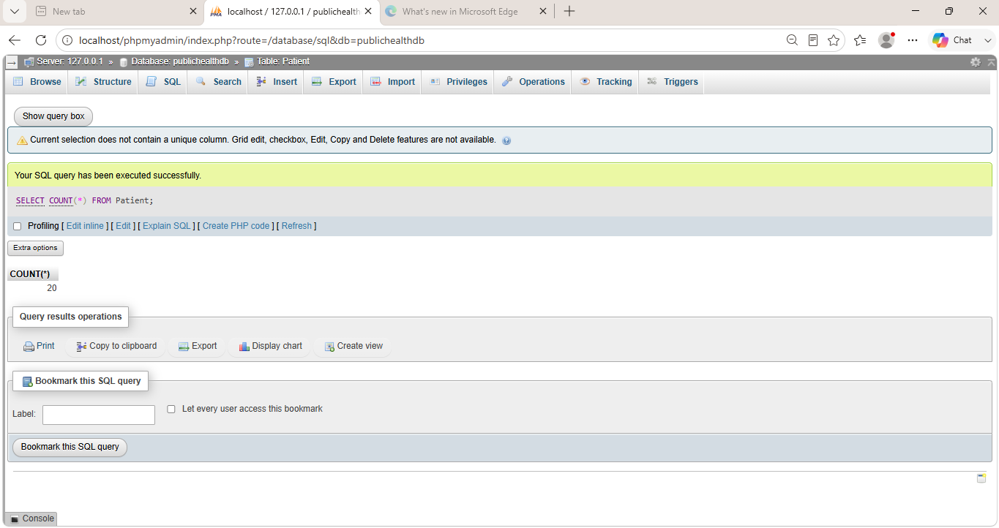 New tab
localhost / 127.0.0.1 / publichealth
What's new in Microsoft Edge
localhost/phpmyadmin/index.php?route=/database/sql&db=publichealthdb
Chat
Server: 127.0.0.1 » Database: publichealthdb » Table: Patient
Browse Structure SQL Search Insert Export Import Privileges Operations Tracking Triggers
Show query box
Current selection does not contain a unique column. Grid edit, checkbox, Edit, Copy and Delete features are not available.
Your SQL query has been executed successfully.
SELECT COUNT(*) FROM Patient;
Profiling [ Edit inline ] [ Edit ] [ Explain SQL ] [ Create PHP code ] [ Refresh ]
Extra options
COUNT(*)
20
Query results operations
Print Copy to clipboard Export Display chart Create view
Bookmark this SQL query
Label: Let every user access this bookmark
Bookmark this SQL query
Console